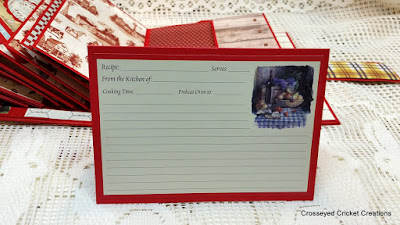 Recipe: Serves:
From the Kitchen of:
Cooking Time: Preheat Oven to
Crosseyed Cricket Creations